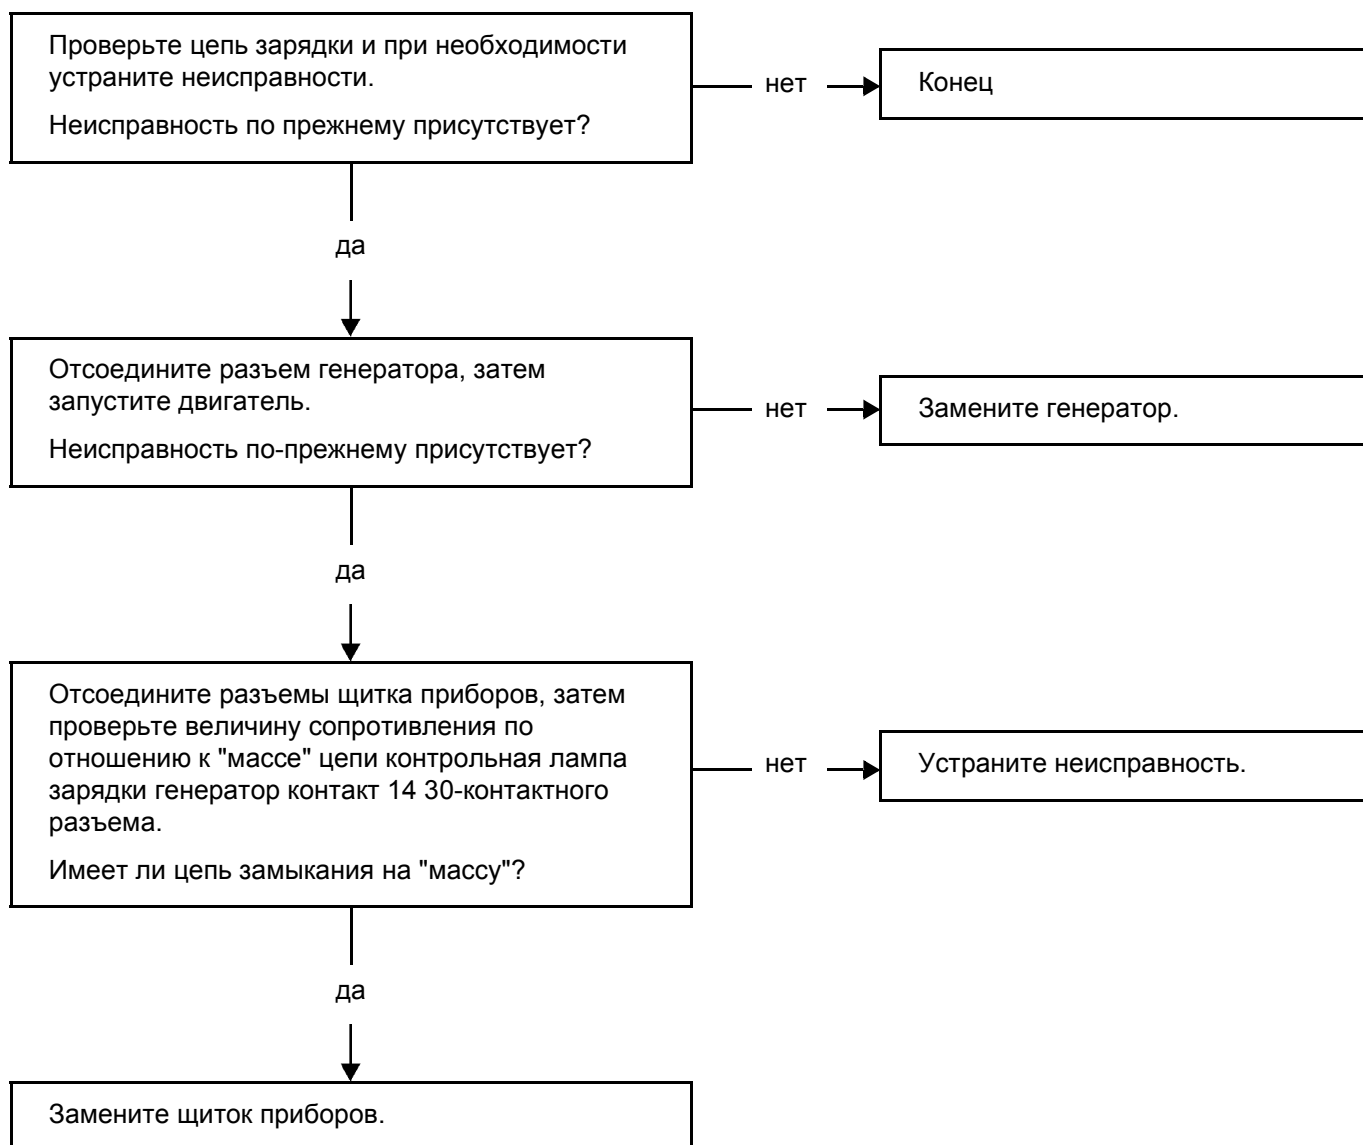 Проверьте цепь зарядки и при необходимости
устраните неисправности.
Неисправность по прежнему присутствует?
нет
Конец
да
Отсоедините разъем генератора, затем
запустите двигатель.
Неисправность по-прежнему присутствует?
нет
Замените генератор.
да
Отсоедините разъемы щитка приборов, затем
проверьте величину сопротивления по
отношению к "массе" цепи контрольная лампа
зарядки генератор контакт 14 30-контактного
разъема.
Имеет ли цепь замыкания на "массу"?
нет
Устраните неисправность.
да
Замените щиток приборов.